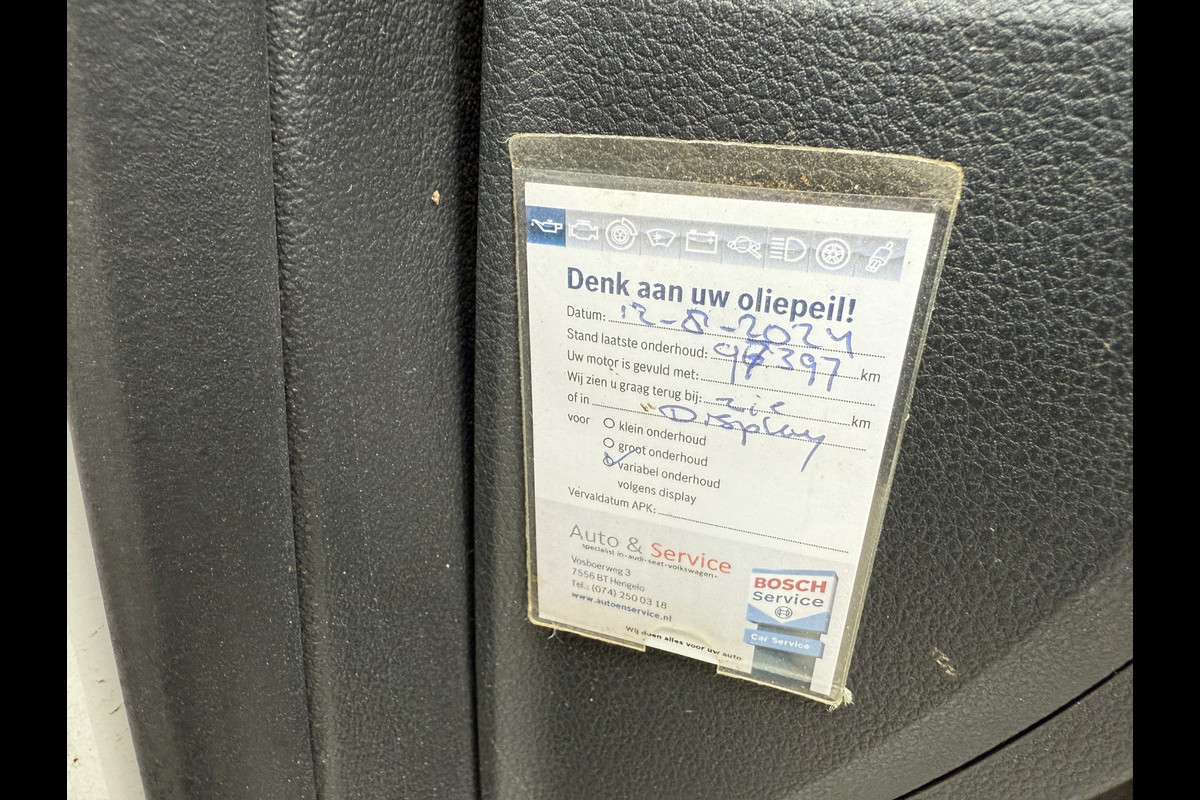 Denk aan uw oliepeil!
Datum: 12-8-2024
Stand laatste onderhoud: 97397 km
Uw motor is gevuld met:
Wij zien u graag terug bij: zie km
of in "Display
voor klein onderhoud
groot onderhoud
variabel onderhoud
volgens display
Vervaldatum APK:
Auto & Service
specialist in·audi·seat·volkswagen·
Vosboerweg 3
7556 BT Hengelo
Tel.: (074) 250 03 18
www.autoenservice.nl
BOSCH
Service
Car Service
Wij doen alles voor uw auto